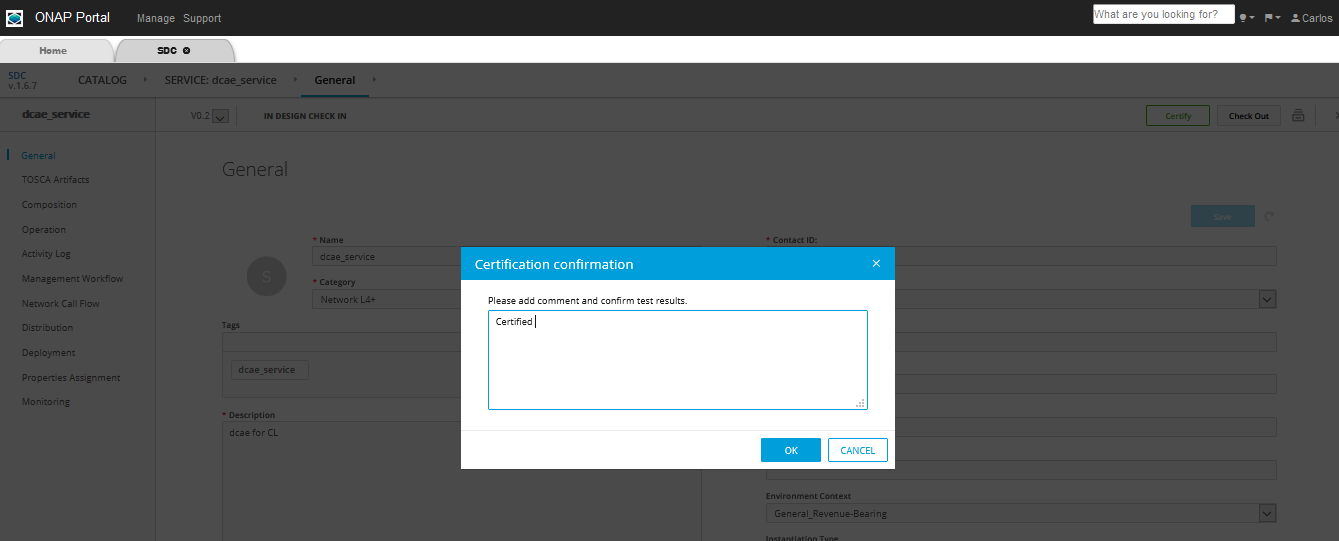 ONAP Portal Manage Support What are you looking for? Carlos
Home SDC
SDC
v.1.6.7
CATALOG SERVICE: dcae_service General
dcae_service V0.2 IN DESIGN CHECK IN Certify Check Out
General
TOSCA Artifacts
Composition
Operation
Activity Log
Management Workflow
Network Call Flow
Distribution
Deployment
Properties Assignment
Monitoring
General
Save
* Name
dcae_service
S
* Category
Network L4+
Tags
dcae_service
* Description
dcae for CL
* Contact ID:
Environment Context
General_Revenue-Bearing
Instantiation Type
Certification confirmation
Please add comment and confirm test results.
Certified
OK CANCEL